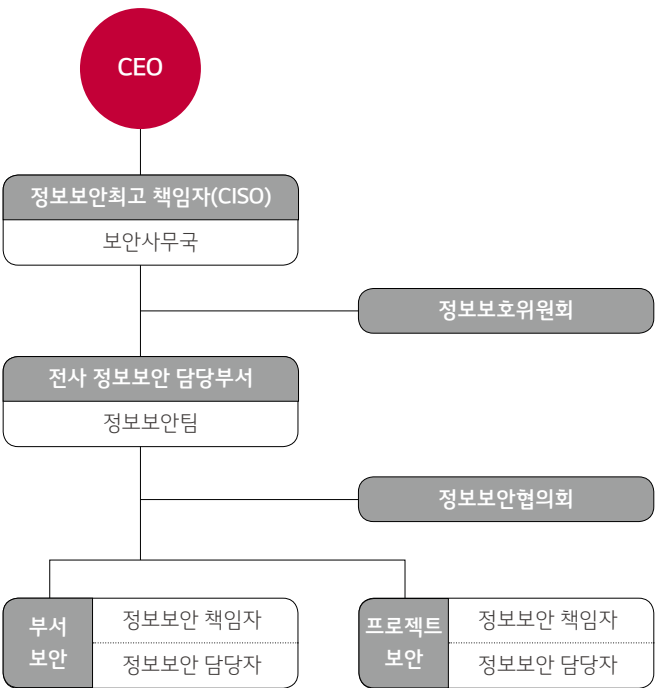 CEO
정보보안최고 책임자(CISO)
보안사무국
정보보호위원회
전사 정보보안 담당부서
정보보안팀
정보보안협의회
부서
보안
정보보안 책임자
정보보안 담당자
프로젝트
보안
정보보안 책임자
정보보안 담당자